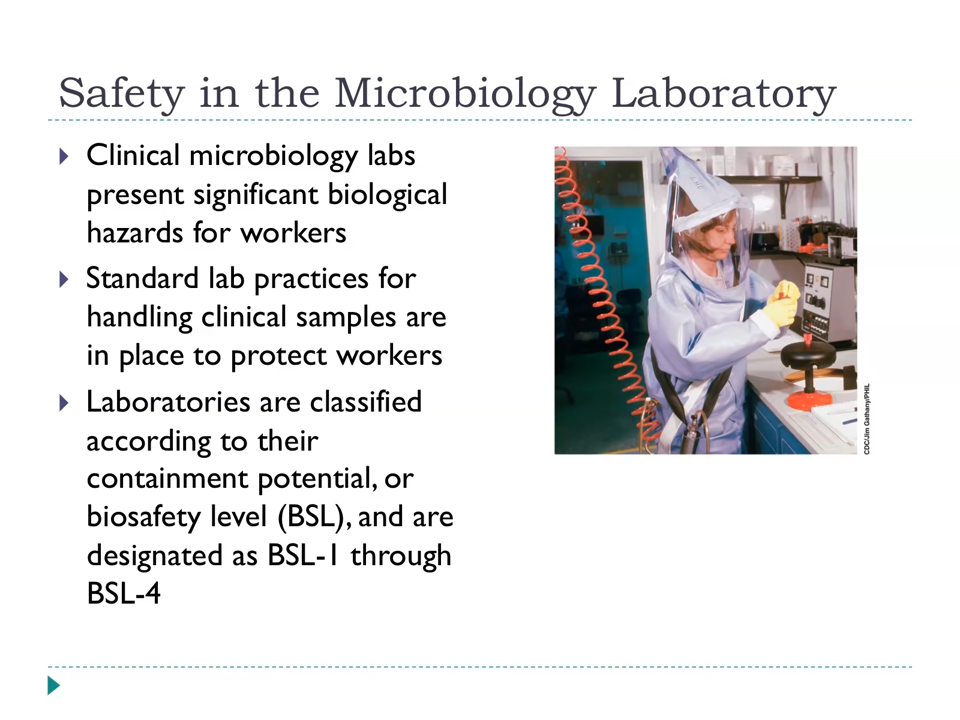 Safety in the Microbiology Laboratory
Clinical microbiology labs
present significant biological
hazards for workers
Standard lab practices for
handling clinical samples are
in place to protect workers
Laboratories are classified
according to their
containment potential, or
biosafety level (BSL), and are
designated as BSL-1 through
BSL-4
CDC/Jim Gathany/PHIL